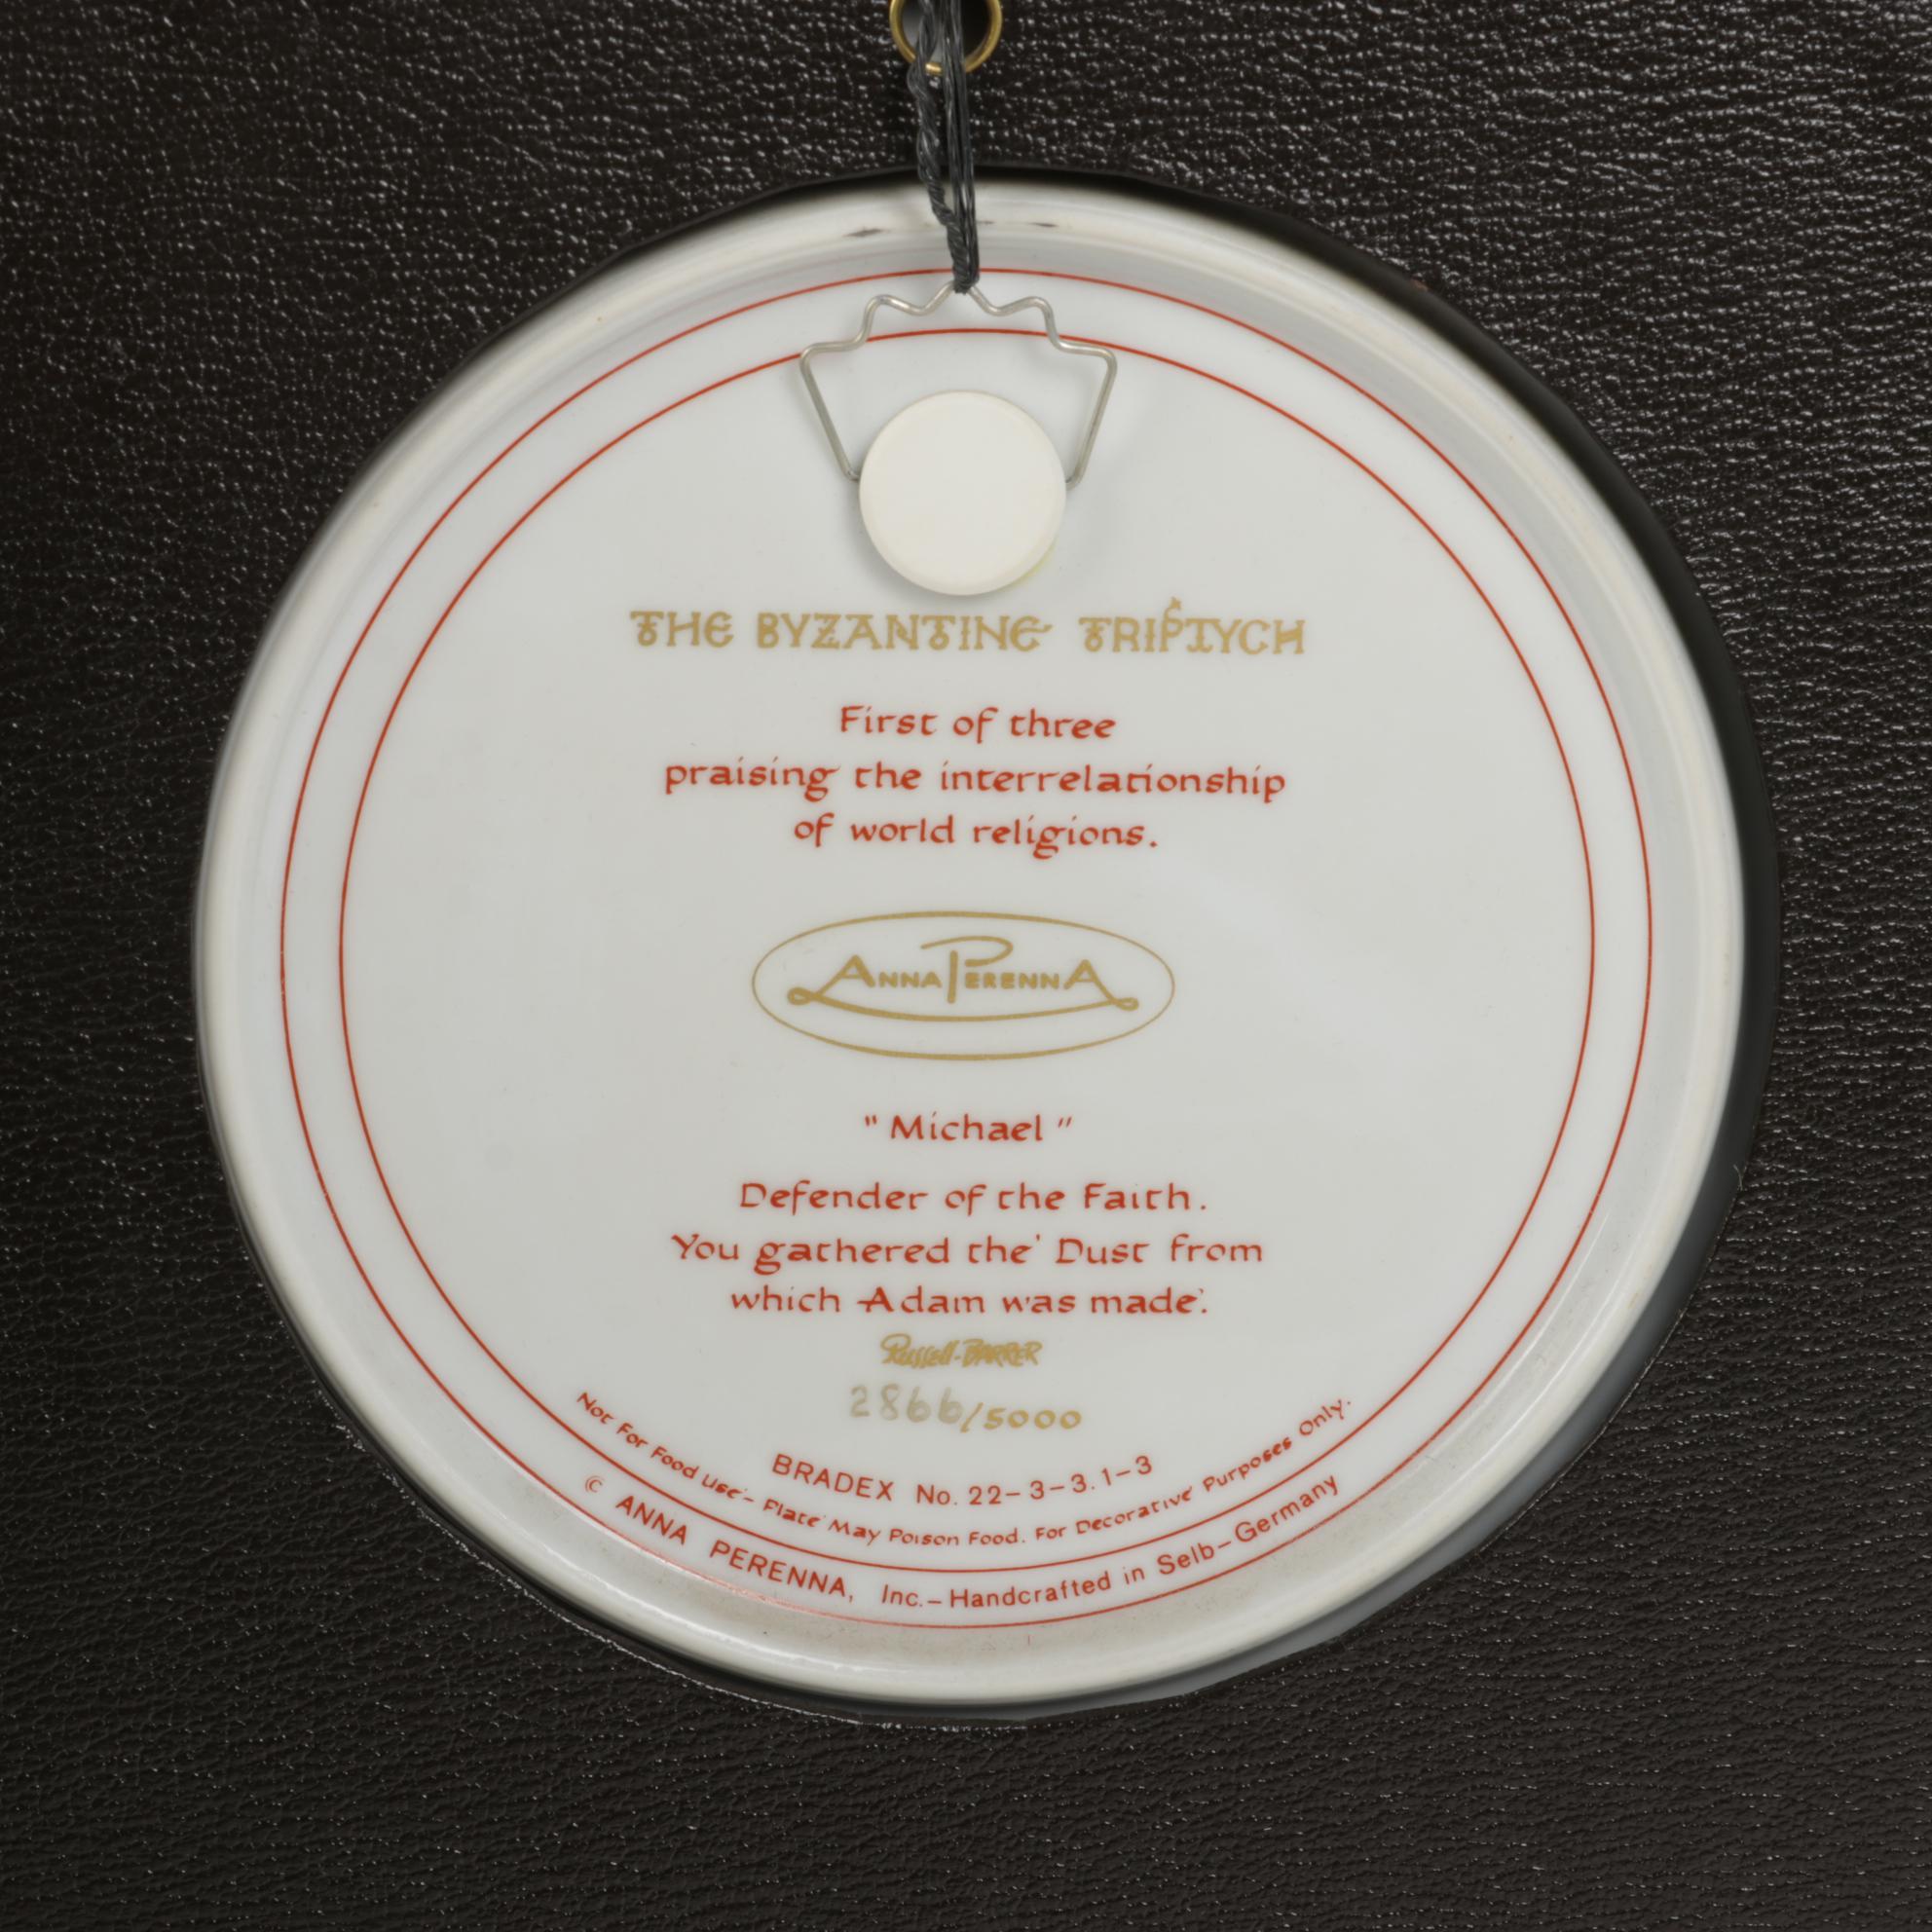 THE BYZANTINE TRIPTYCH
First of three
praising the interrelationship
of world religions.
ANNA PERENNA
"Michael"
Defender of the Faith.
You gathered the Dust from
which Adam was made.
Russell-BARRER
2866/5000
BRADEX No. 22-3-3.1-3
Not For Food Use - Plate May Poison Food. For Decorative Purposes Only.
© ANNA PERENNA, Inc. - Handcrafted in Selb-Germany